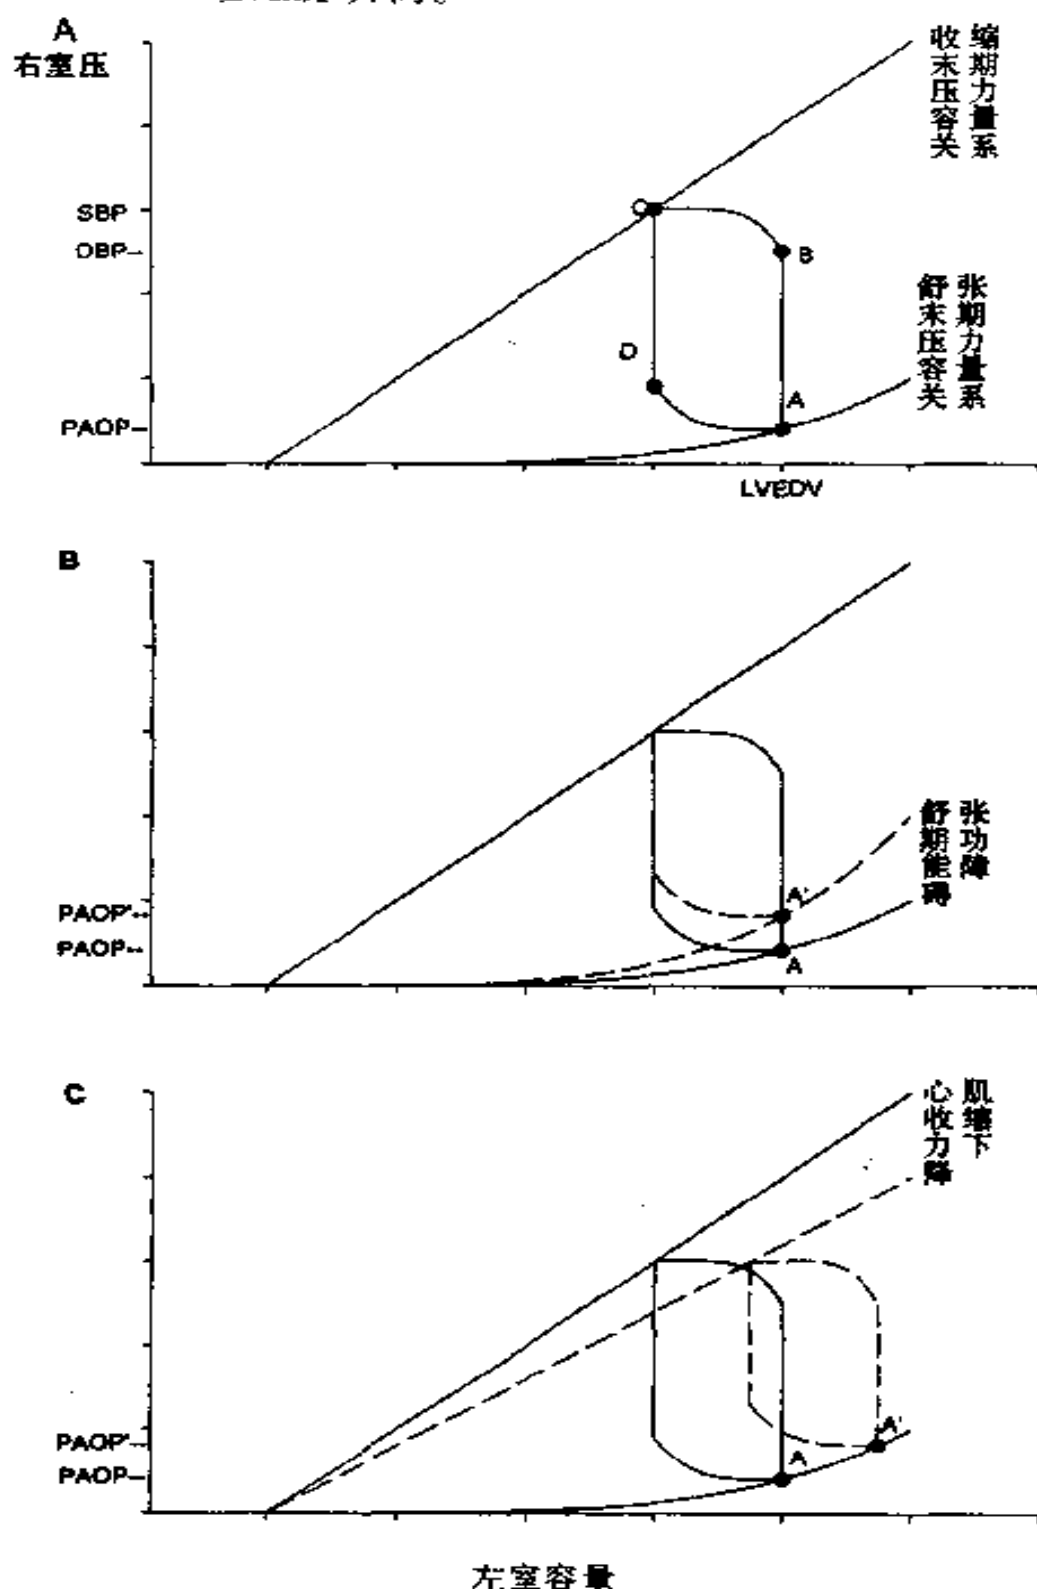 A
右室压
收缩
末期
压力
容量
关系
SBP
DBP
C
B
舒张
末期
压力
容量
关系
D
A
PAOP
LVEDV
B
舒张
期功
能障
碍
PAOP'
A'
PAOP
A
C
心肌
收缩
力下
降
PAOP'
A'
PAOP
A
左室容量